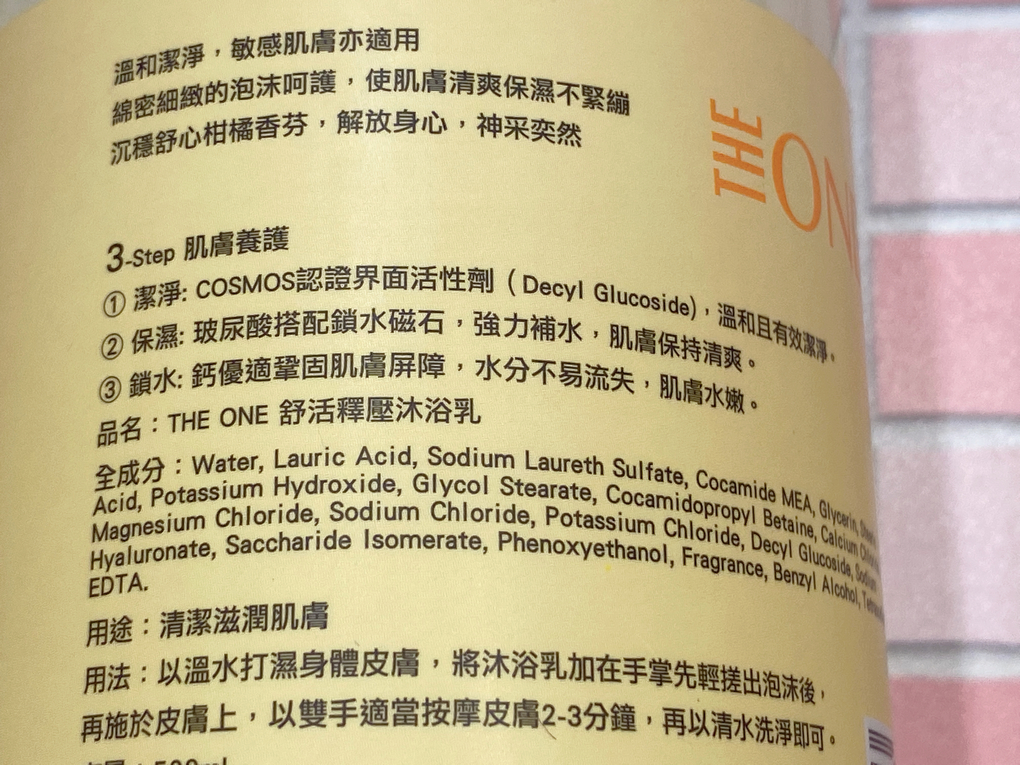 溫和潔淨，敏感肌膚亦適用
綿密細緻的泡沫呵護，使肌膚清爽保濕不緊繃
沉穩舒心柑橘香芬，解放身心，神采奕然
THE
ON
3-Step 肌膚養護
① 潔淨: COSMOS認證界面活性劑（Decyl Glucoside)，溫和且有效潔淨。
② 保濕: 玻尿酸搭配鎖水磁石，強力補水，肌膚保持清爽。
③ 鎖水: 鈣優適鞏固肌膚屏障，水分不易流失，肌膚水嫩。
品名：THE ONE 舒活釋壓沐浴乳
全成分：Water, Lauric Acid, Sodium Laureth Sulfate, Cocamide MEA, Glycerin,
Acid, Potassium Hydroxide, Glycol Stearate, Cocamidopropyl Betaine, Calcium
Magnesium Chloride, Sodium Chloride, Potassium Chloride, Decyl Glucoside, Sodium
Hyaluronate, Saccharide Isomerate, Phenoxyethanol, Fragrance, Benzyl Alcohol,
EDTA.
用途：清潔滋潤肌膚
用法：以溫水打濕身體皮膚，將沐浴乳加在手掌先輕搓出泡沫後，
再施於皮膚上，以雙手適當按摩皮膚2-3分鐘，再以清水洗淨即可。